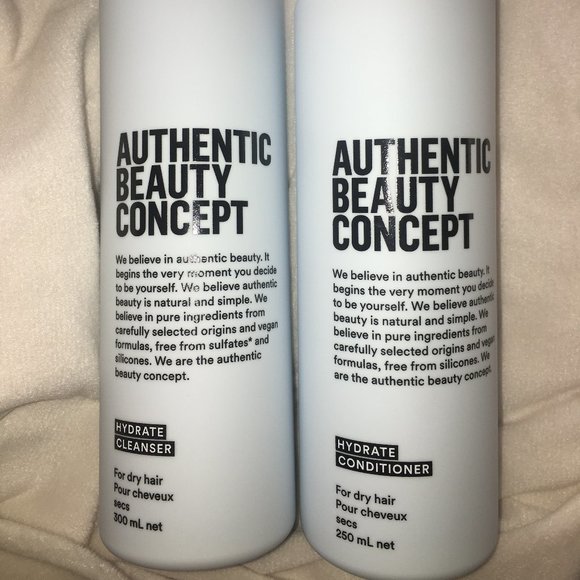 AUTHENTIC
BEAUTY
CONCEPT
We believe in authentic beauty. It
begins the very moment you decide
to be yourself. We believe authentic
beauty is natural and simple. We
believe in pure ingredients from
carefully selected origins and vegan
formulas, free from sulfates* and
silicones. We are the authentic
beauty concept.
HYDRATE
CLEANSER
For dry hair
Pour cheveux
secs
300 mL net
AUTHENTIC
BEAUTY
CONCEPT
We believe in authentic beauty. It
begins the very moment you decide
to be yourself. We believe authentic
beauty is natural and simple. We
believe in pure ingredients from
carefully selected origins and vegan
formulas, free from silicones. We
are the authentic beauty concept.
HYDRATE
CONDITIONER
For dry hair
Pour cheveux
secs
250 mL net